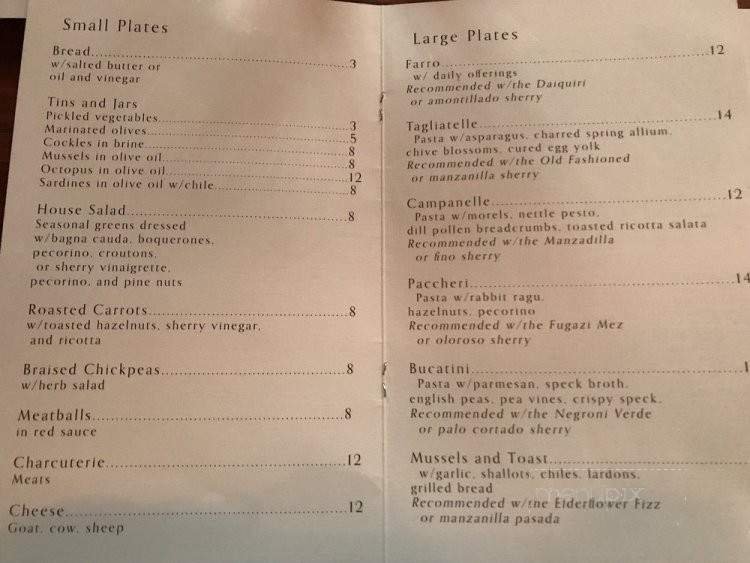 Small Plates
Bread....3
w/salted butter or
oil and vinegar
Tins and Jars
Pickled vegetables....3
Marinated olives....5
Cockles in brine....8
Mussels in olive oil....8
Octopus in olive oil....12
Sardines in olive oil w/chile....8
House Salad....8
Seasonal greens dressed
w/bagna cauda, boquerones,
pecorino, croutons,
or sherry vinaigrette,
pecorino, and pine nuts
Roasted Carrots....8
w/toasted hazelnuts, sherry vinegar,
and ricotta
Braised Chickpeas....8
w/herb salad
Meatballs....8
in red sauce
Charcuterie....12
Meats
Cheese....12
Goat, cow, sheep
Large Plates
Farro....12
w/ daily offerings
Recommended w/the Daiquiri
or amontillado sherry
Tagliatelle....14
Pasta w/asparagus, charred spring allium,
chive blossoms, cured egg yolk
Recommended w/the Old Fashioned
or manzanilla sherry
Campanelle....12
Pasta w/morels, nettle pesto,
dill pollen breadcrumbs, toasted ricotta salata
Recommended w/the Manzadilla
or fino sherry
Paccheri....14
Pasta w/rabbit ragu,
hazelnuts, pecorino
Recommended w/the Fugazi Mez
or oloroso sherry
Bucatini....
Pasta w/parmesan, speck broth,
english peas, pea vines, crispy speck,
Recommended w/the Negroni Verde
or palo cortado sherry
Mussels and Toast....
w/garlic, shallots, chiles, lardons,
grilled bread
Recommended w/the Elderflower Fizz
or manzanilla pasada
menupix